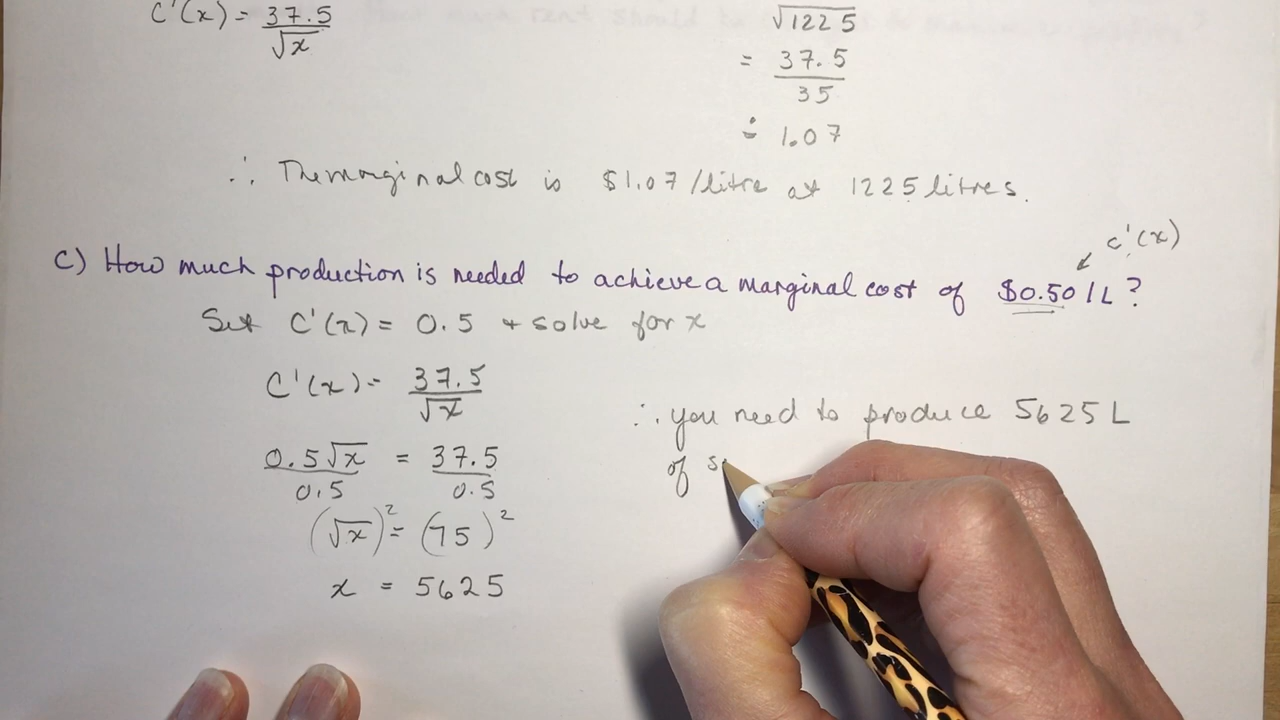 C'(x) = 37.5
√x
√1225
= 37.5
35
≐ 1.07
∴ The marginal cost is $1.07/litre at 1225 litres.
c'(x)
C) How much production is needed to achieve a marginal cost of $0.50/L?
Set C'(x) = 0.5 + solve for x
C'(x) = 37.5
√x
0.5√x = 37.5
0.5 0.5
(√x)² = (75)²
x = 5625
∴ you need to produce 5625L
of s